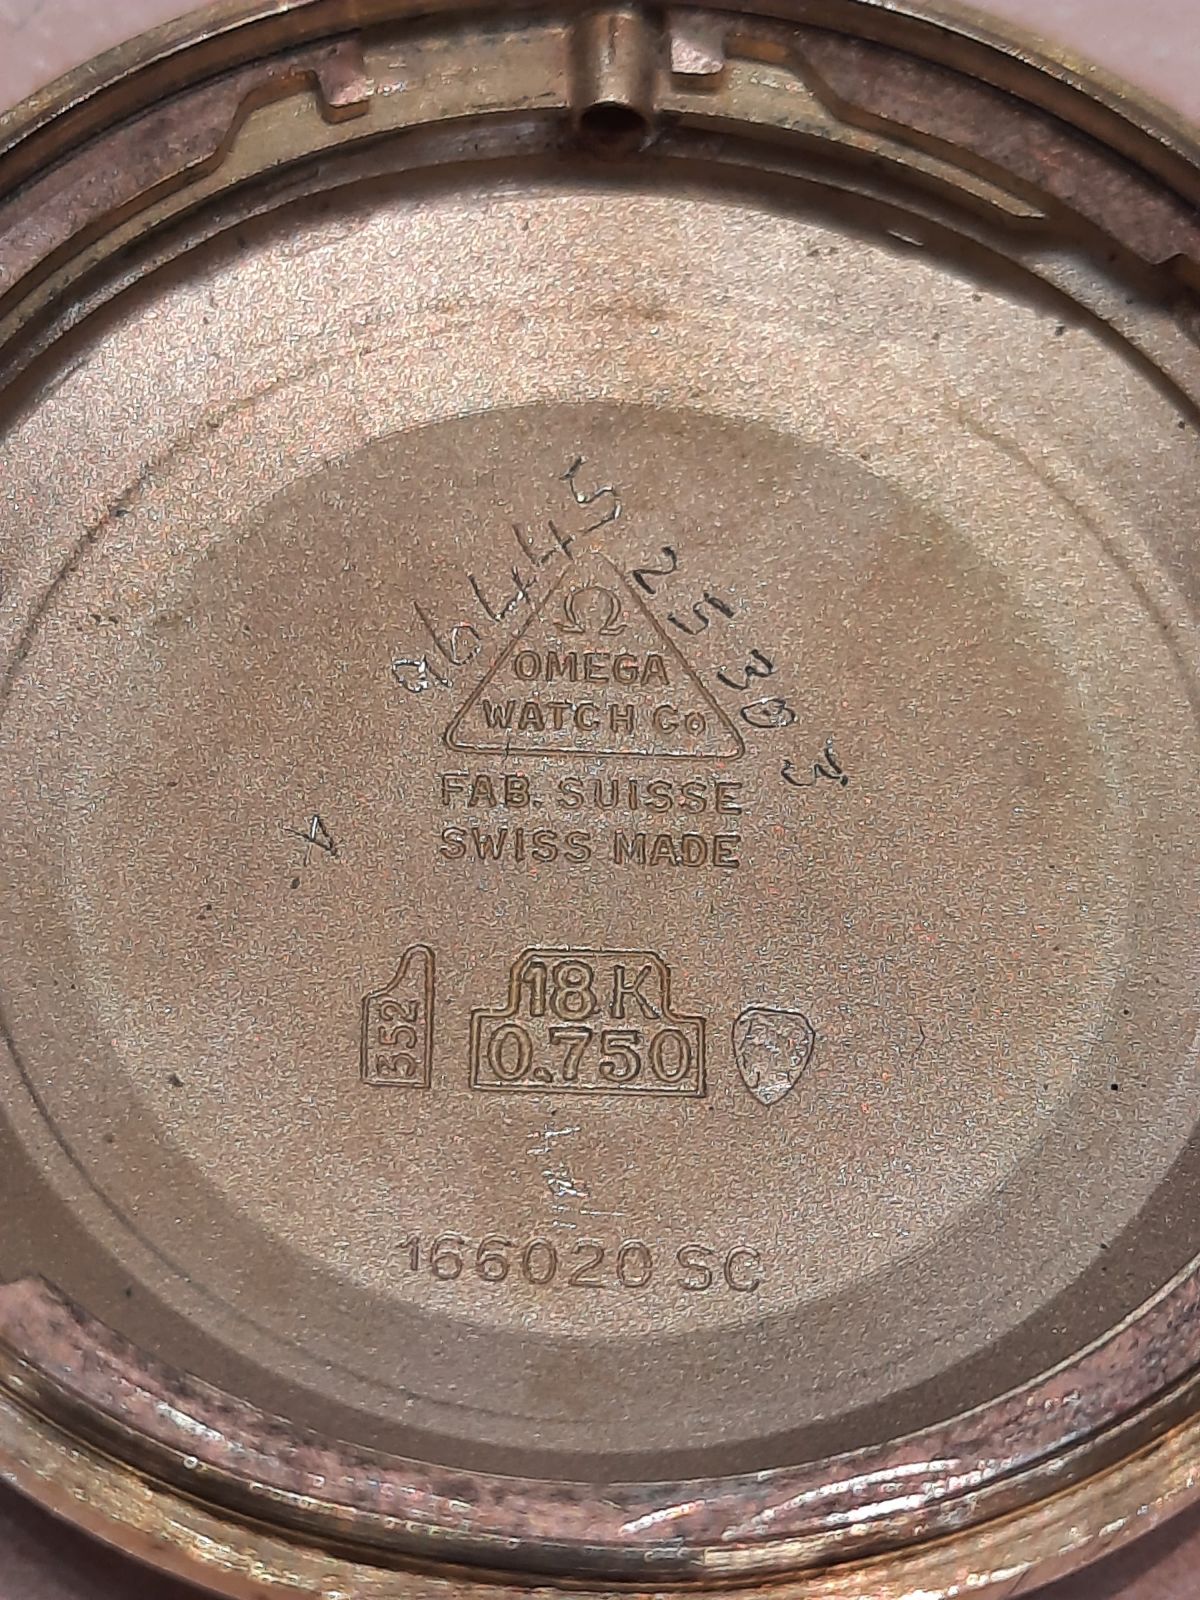 Ω
OMEGA
WATCH Co
FAB. SUISSE
SWISS MADE
352
18K
0.750
166020 SC